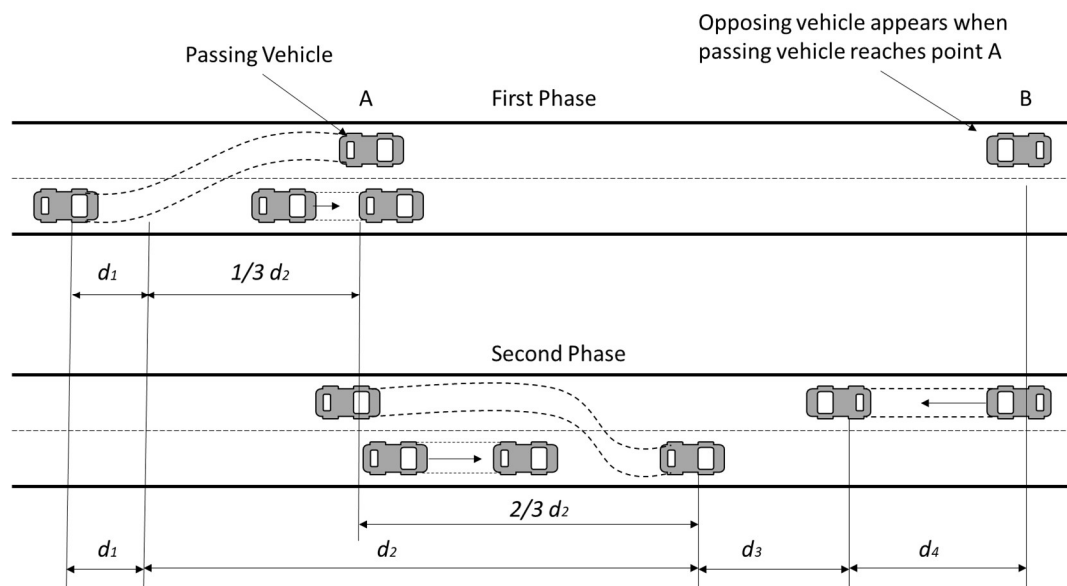 Passing Vehicle
Opposing vehicle appears when
passing vehicle reaches point A
A
First Phase
B
d1
1/3 d2
Second Phase
2/3 d2
d1
d2
d3
d4